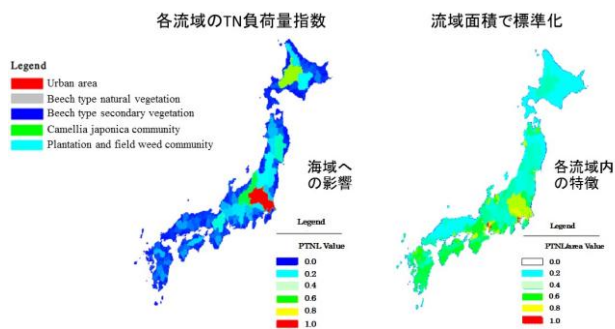 各流域のTN負荷量指数
流域面積で標準化
Legend
Urban area
Beech type natural vegetation
Beech type secondary vegetation
Camellia japonica community
Plantation and field weed community
海域へ
の影響
Legend
PTNL Value
0.0
0.2
0.4
0.6
0.8
1.0
各流域内
の特徴
Legend
PTNL/area Value
0.0
0.2
0.4
0.6
0.8
1.0